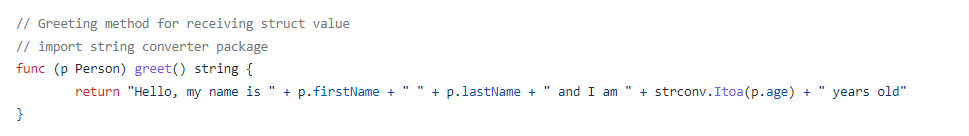 // Greeting method for receiving struct value
// import string converter package
func (p Person) greet() string {
        return "Hello, my name is " + p.firstName + " " + p.lastName + " and I am " + strconv.Itoa(p.age) + " years old"
}